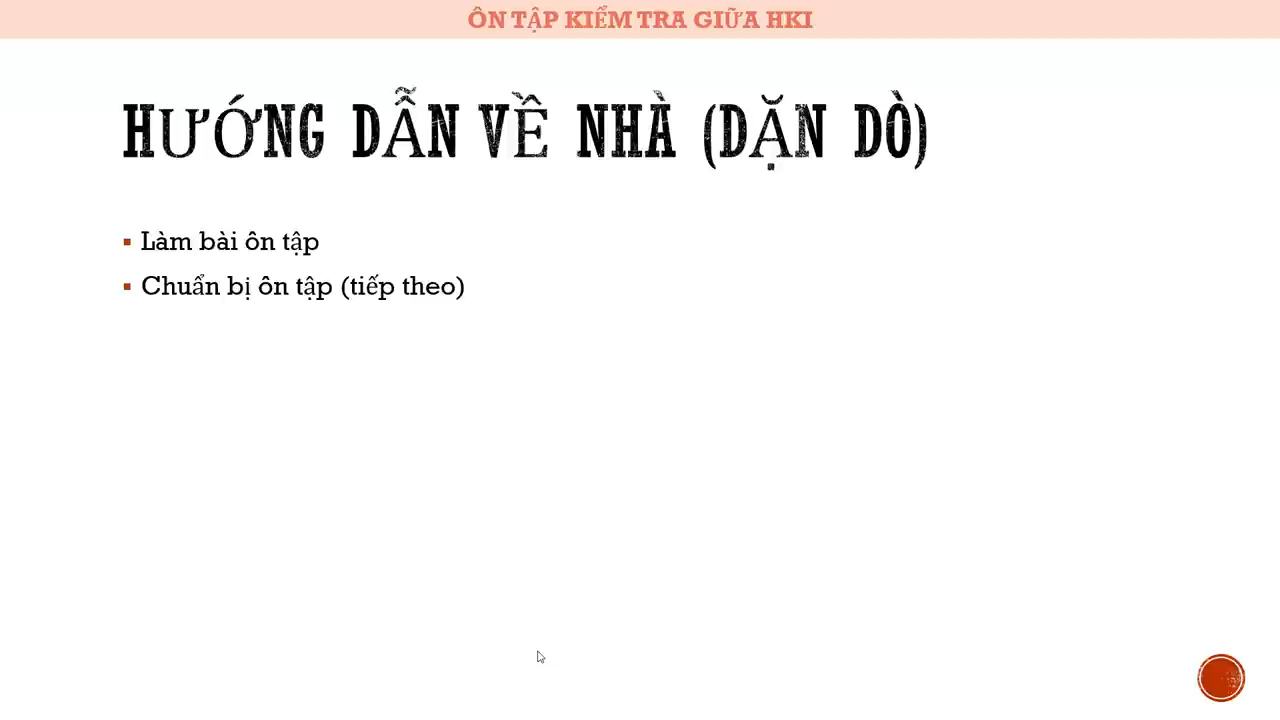 ÔN TẬP KIỂM TRA GIỮA HKI
HƯỚNG DẪN VỀ NHÀ (DẶN DÒ)
Làm bài ôn tập
Chuẩn bị ôn tập (tiếp theo)